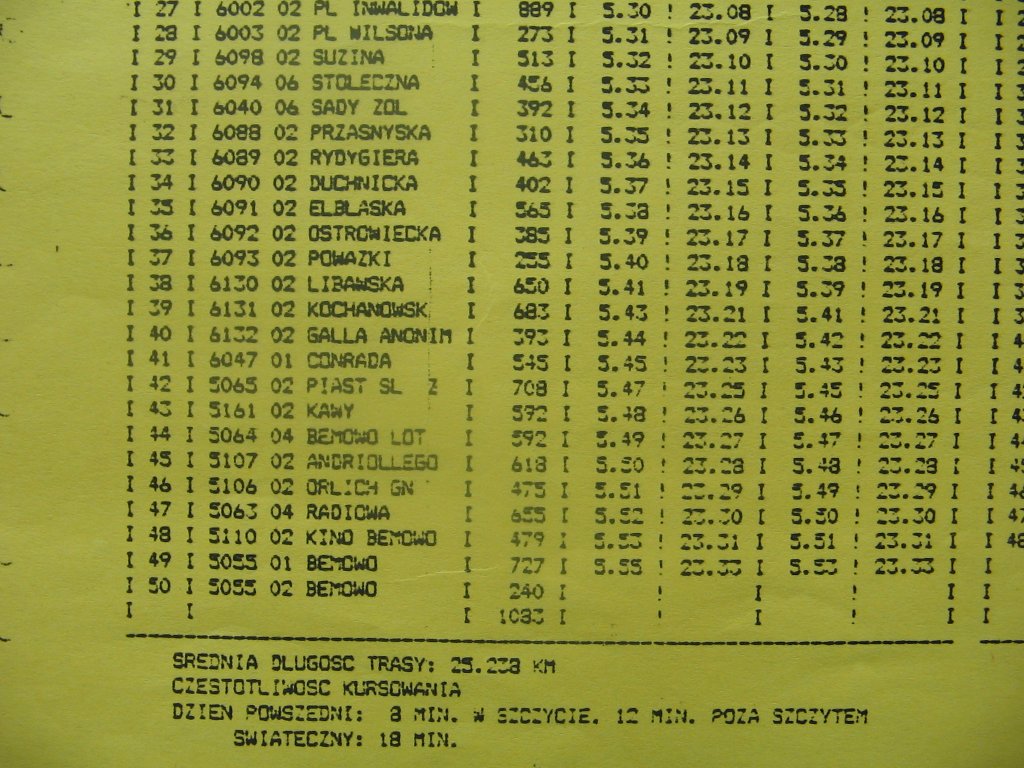 I 27 I 6002 02 PL INWALIDOW I 889 I 5.30 ! 23.08 I 5.28 ! 23.08 I
I 28 I 6003 02 PL WILSONA I 273 I 5.31 ! 23.09 I 5.29 ! 23.09 I
I 29 I 6098 02 SUZINA I 513 I 5.32 ! 23.10 I 5.30 ! 23.10 I
I 30 I 6094 06 STOLECZNA I 456 I 5.33 ! 23.11 I 5.31 ! 23.11 I
I 31 I 6040 06 SADY ZOL I 392 I 5.34 ! 23.12 I 5.32 ! 23.12 I
I 32 I 6088 02 PRZASNYSKA I 310 I 5.35 ! 23.13 I 5.33 ! 23.13 I
I 33 I 6089 02 RYDYGIERA I 463 I 5.36 ! 23.14 I 5.34 ! 23.14 I
I 34 I 6090 02 DUCHNICKA I 402 I 5.37 ! 23.15 I 5.35 ! 23.15 I
I 35 I 6091 02 ELBLASKA I 565 I 5.38 ! 23.16 I 5.36 ! 23.16 I
I 36 I 6092 02 OSTROWIECKA I 385 I 5.39 ! 23.17 I 5.37 ! 23.17 I
I 37 I 6093 02 POWAZKI I 255 I 5.40 ! 23.18 I 5.38 ! 23.18 I
I 38 I 6130 02 LIBAWSKA I 650 I 5.41 ! 23.19 I 5.39 ! 23.19 I
I 39 I 6131 02 KOCHANOWSK I 683 I 5.43 ! 23.21 I 5.41 ! 23.21 I
I 40 I 6132 02 GALLA ANONIM I 393 I 5.44 ! 23.22 I 5.42 ! 23.22 I
I 41 I 6047 01 CONRADA I 545 I 5.45 ! 23.23 I 5.43 ! 23.23 I
I 42 I 5065 02 PIAST SL Z I 708 I 5.47 ! 23.25 I 5.45 ! 23.25 I
I 43 I 5161 02 KAWY I 592 I 5.48 ! 23.26 I 5.46 ! 23.26 I
I 44 I 5064 04 BEMOWO LOT I 592 I 5.49 ! 23.27 I 5.47 ! 23.27 I
I 45 I 5107 02 ANDRIOLLEGO I 618 I 5.50 ! 23.28 I 5.48 ! 23.28 I
I 46 I 5106 02 ORLICH GN I 475 I 5.51 ! 23.29 I 5.49 ! 23.29 I
I 47 I 5063 04 RADIOWA I 655 I 5.52 ! 23.30 I 5.50 ! 23.30 I
I 48 I 5110 02 KINO BEMOWO I 479 I 5.53 ! 23.31 I 5.51 ! 23.31 I I 48
I 49 I 5055 01 BEMOWO I 727 I 5.55 ! 23.33 I 5.53 ! 23.33 I I
I 50 I 5055 02 BEMOWO I 240 I ! I ! I I
I I I 1083 I ! I ! I I
SREDNIA DLUGOSC TRASY: 25.238 KM
CZESTOTLIWOSC KURSOWANIA
DZIEN POWSZEDNI: 8 MIN. W SZCZYCIE. 12 MIN. POZA SZCZYTEM
SWIATECZNY: 18 MIN.